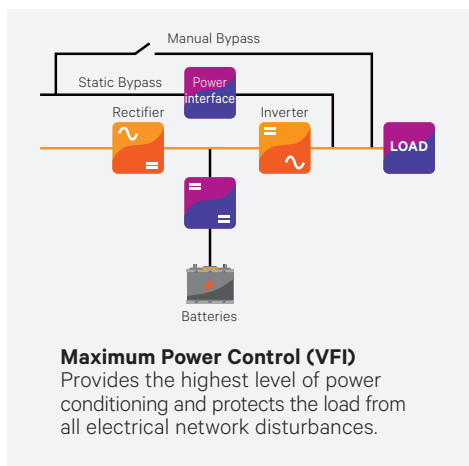 Manual Bypass
Static Bypass
Power
interface
Rectifier
Inverter
LOAD
Batteries
Maximum Power Control (VFI)
Provides the highest level of power
conditioning and protects the load from
all electrical network disturbances.